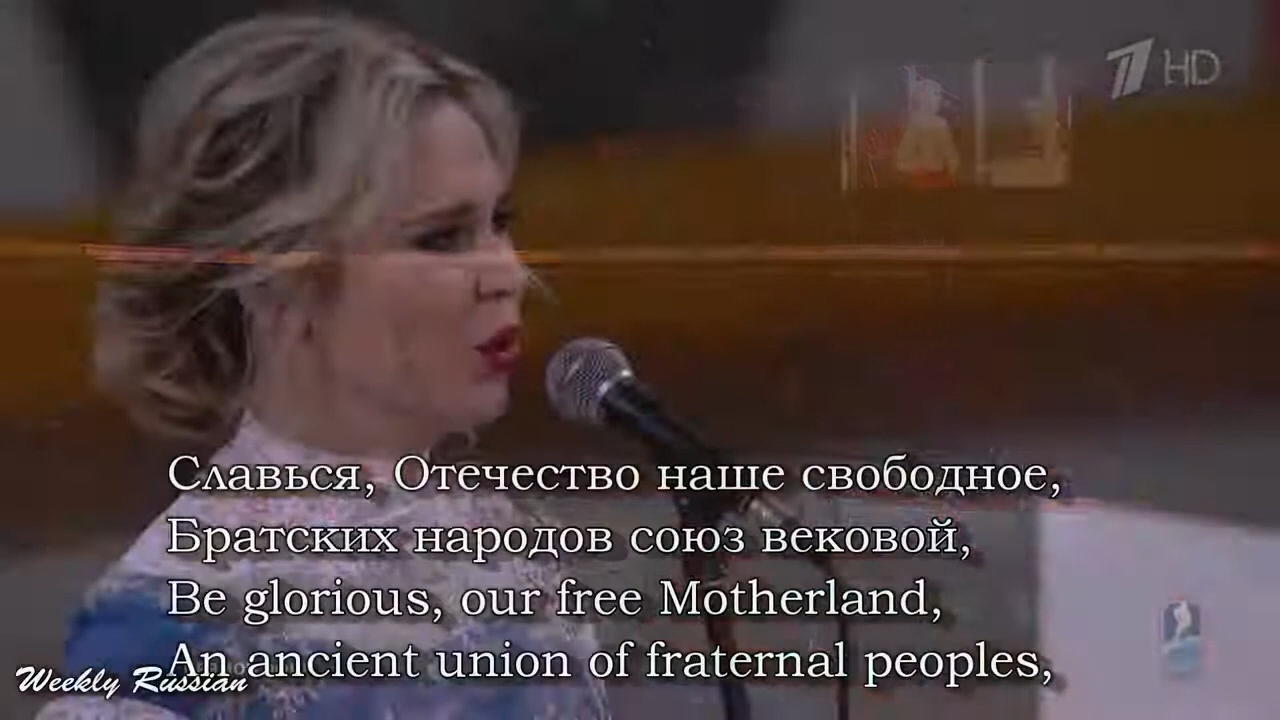 HD
Славься, Отечество наше свободное,
Братских народов союз вековой,
Be glorious, our free Motherland,
An ancient union of fraternal peoples,
Weekly Russian